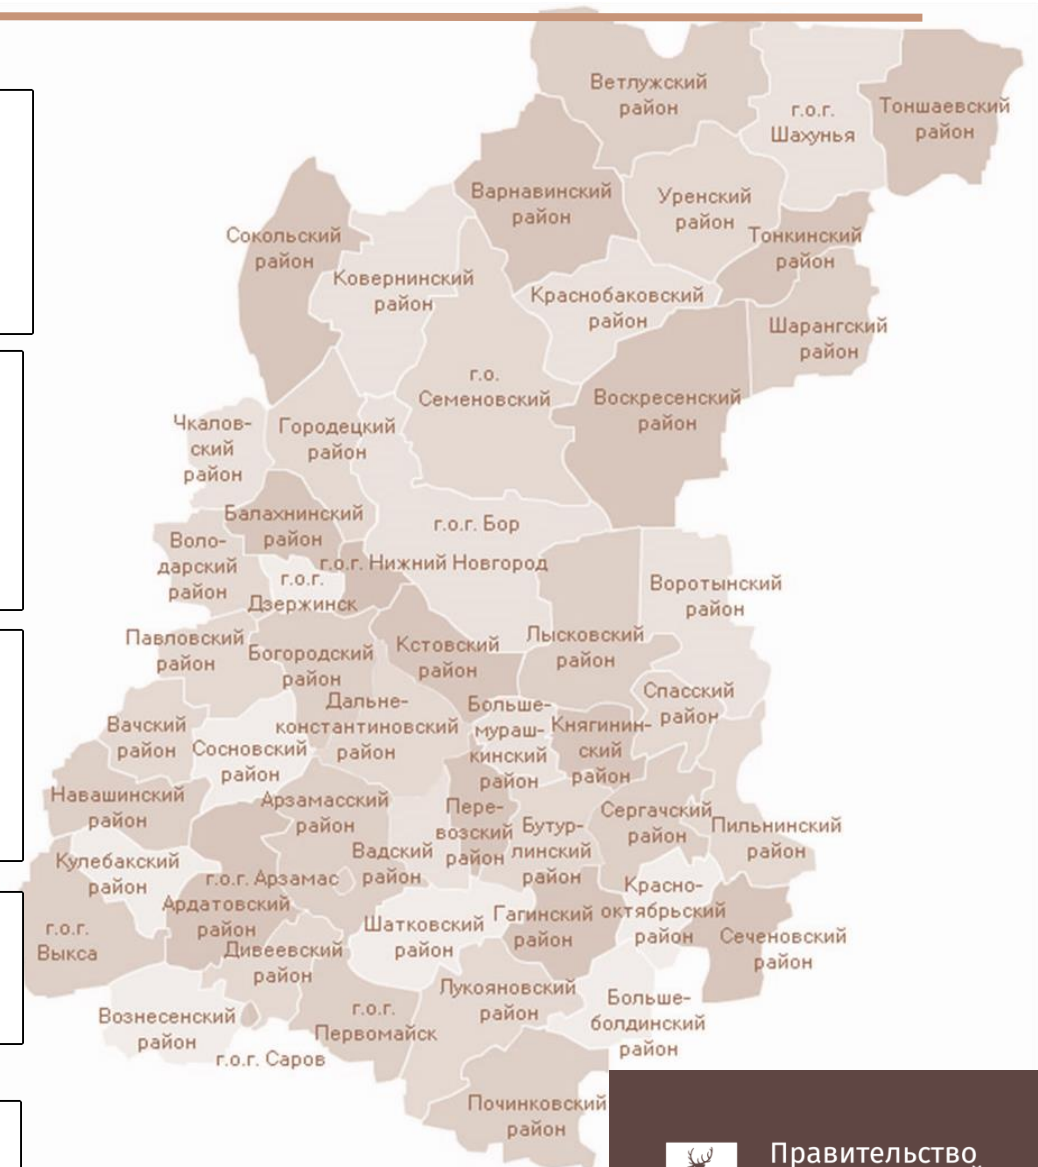 Ветлужский
район
г.о.г.
Шахунья
Тоншаевский
район
Варнавинский
район
Уренский
район
Тонкинский
район
Сокольский
район
Ковернинский
район
Краснобаковский
район
Шарангский
район
г.о.
Семеновский
Воскресенский
район
Чкалов-
ский
район
Городецкий
район
Балахнинский
район
г.о.г. Бор
Воло-
дарский
район
г.о.г. Нижний Новгород
г.о.г.
Дзержинск
Воротынский
район
Павловский
район
Богородский
район
Кстовский
район
Лысковский
район
Спасский
район
Вачский
район
Сосновский
район
Дальне-
константиновский
район
Больше-
мураш-
кинский
район
Княгинин-
ский
район
Навашинский
район
Арзамасский
район
Пере-
возский
район
Бутур-
линский
район
Сергачский
район
Пильнинский
район
Кулебакский
район
Вадский
район
г.о.г. Арзамас
г.о.г.
Выкса
Ардатовский
район
Дивеевский
район
Шатковский
район
Гагинский
район
Красно-
октябрьский
район
Сеченовский
район
Вознесенский
район
г.о.г. Саров
г.о.г.
Первомайск
Лукояновский
район
Больше-
болдинский
район
Починковский
район
Правительство